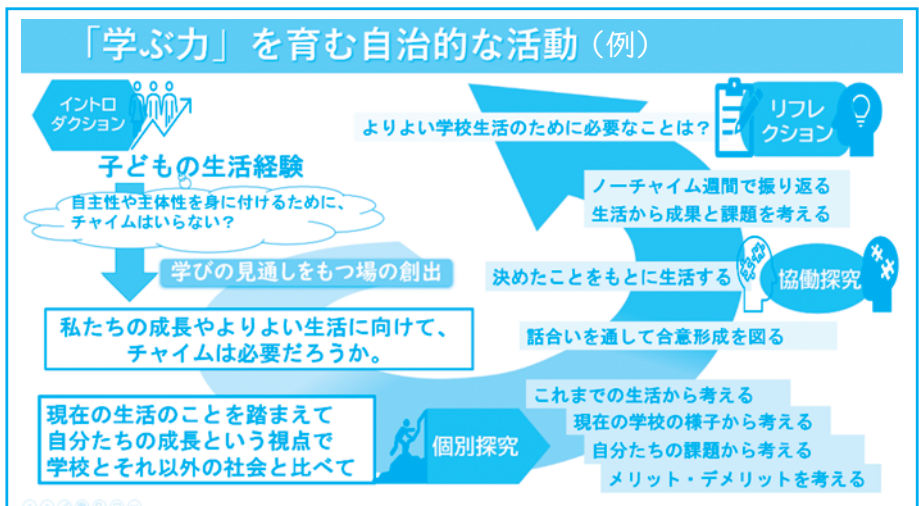 「学ぶ力」を育む自治的な活動（例）
イントロ
ダクション
子どもの生活経験
自主性や主体性を身に付けるために、
チャイムはいらない？
学びの見通しをもつ場の創出
私たちの成長やよりよい生活に向けて、
チャイムは必要だろうか。
現在の生活のことを踏まえて
自分たちの成長という視点で
学校とそれ以外の社会と比べて
個別探究
これまでの生活から考える
現在の学校の様子から考える
自分たちの課題から考える
メリット・デメリットを考える
話合いを通して合意形成を図る
決めたことをもとに生活する
協働探究
ノーチャイム週間で振り返る
生活から成果と課題を考える
よりよい学校生活のために必要なことは？
リフレ
クション